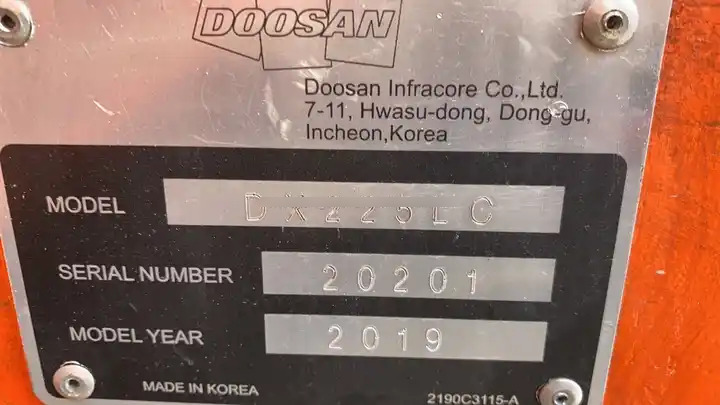 DOOSAN
Doosan Infracore Co.,Ltd.
7-11, Hwasu-dong, Dong-gu,
Incheon,Korea
MODEL DX225LC
SERIAL NUMBER 20201
MODEL YEAR 2019
MADE IN KOREA 2190C3115-A